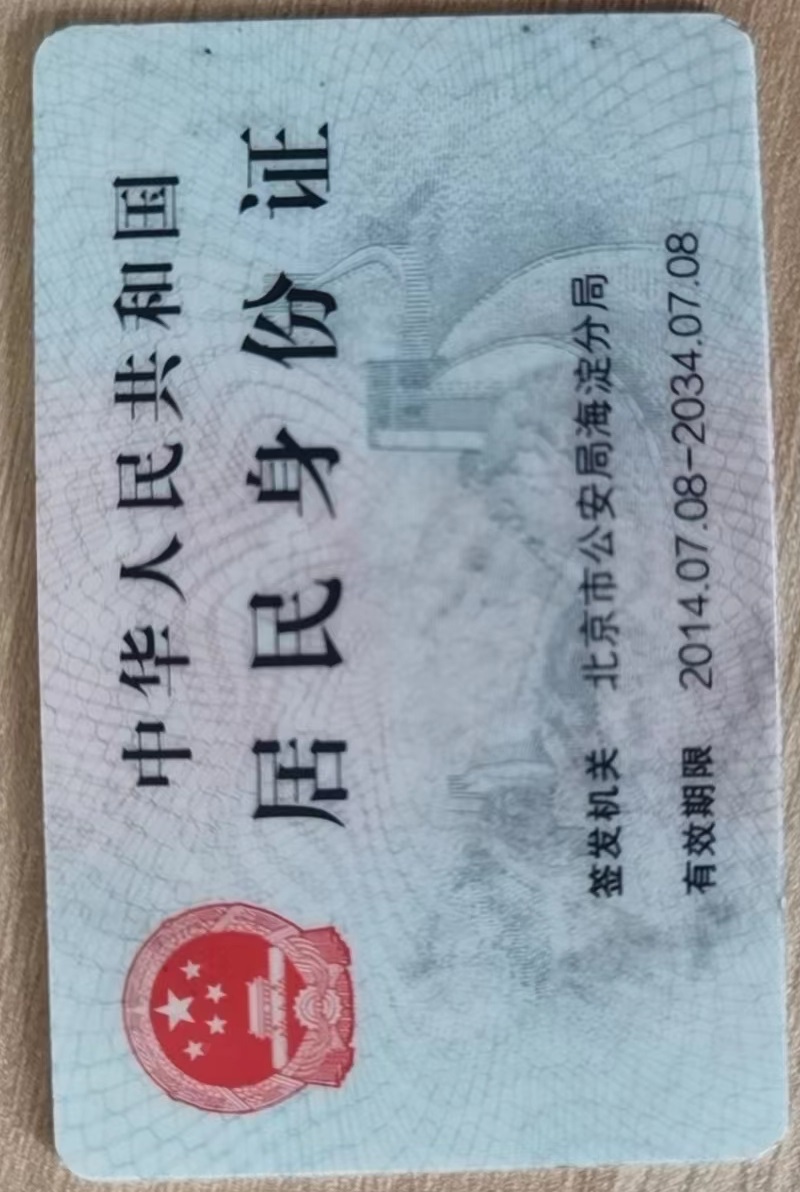 中华人民共和国
居民身份证
签发机关 北京市公安局海淀分局
有效期限 2014.07.08-2034.07.08